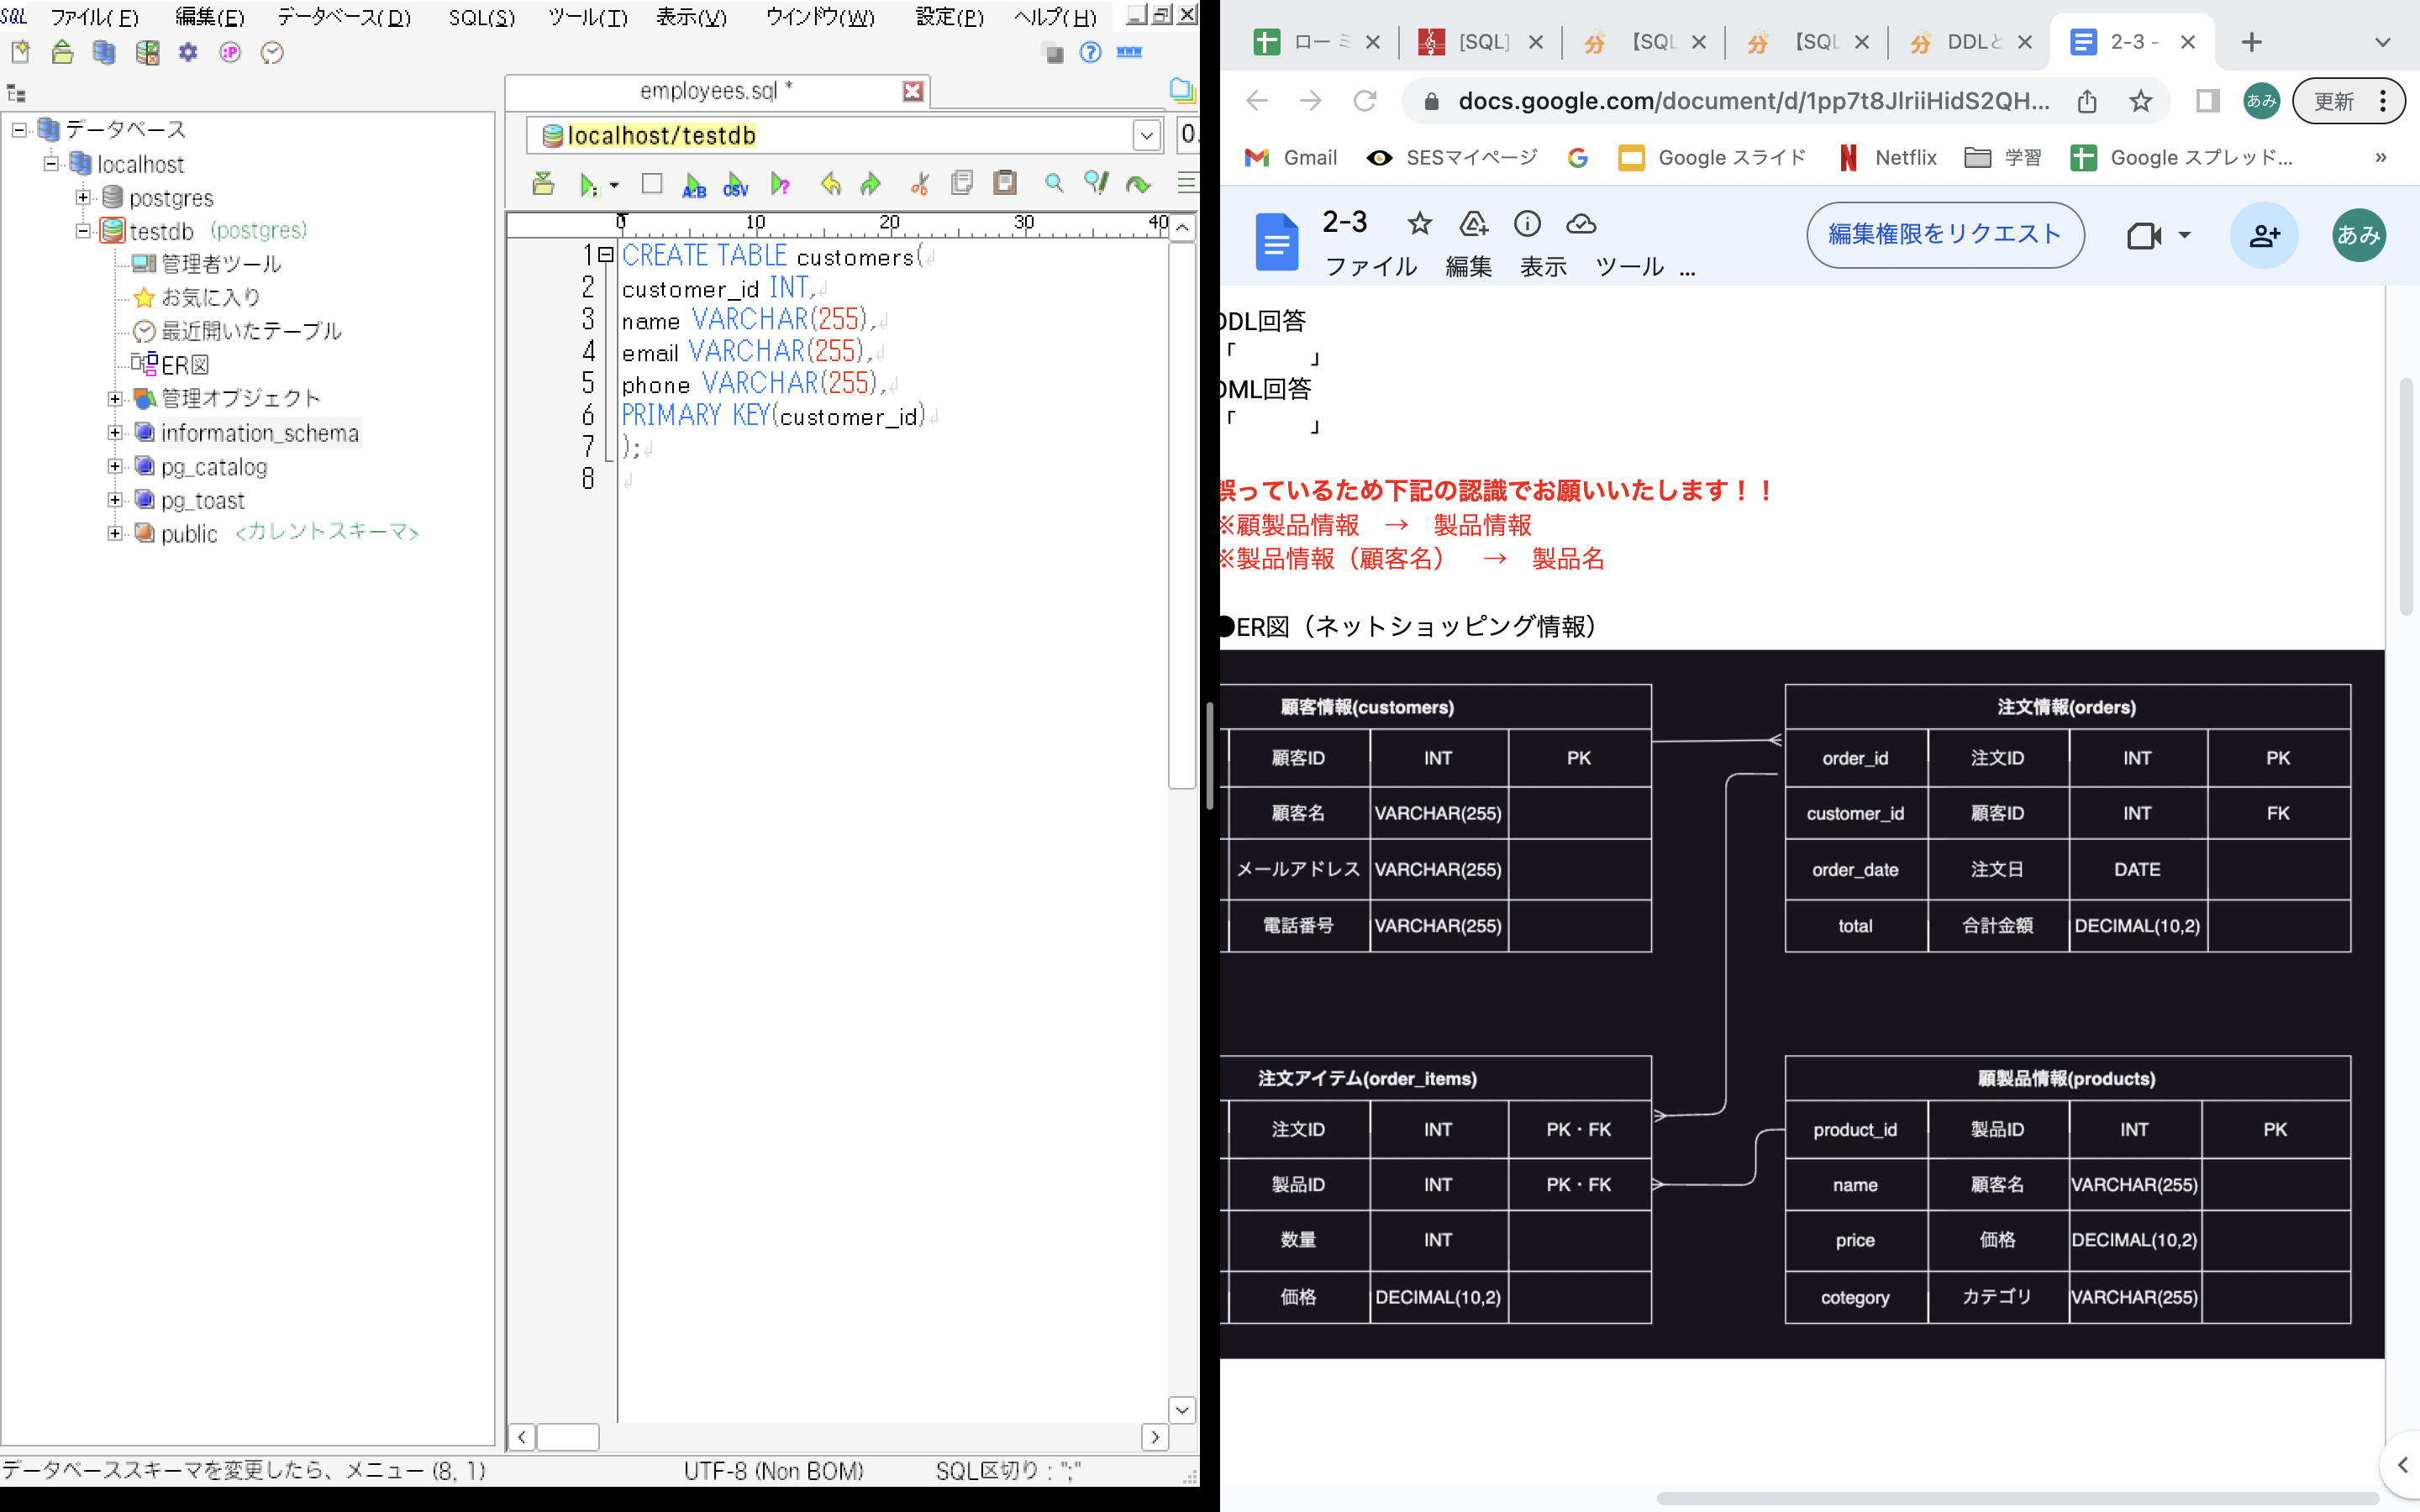 SQL ファイル(F) 編集(E) データベース(D) SQL(S) ツール(T) 表示(V) ウインドウ(W) 設定(P) ヘルプ(H)
employees.sql *
localhost/testdb
0.
A:B CSV
データベース
localhost
postgres
testdb (postgres)
管理者ツール
お気に入り
最近開いたテーブル
ER図
管理オブジェクト
information_schema
pg_catalog
pg_toast
public <カレントスキーマ>
0 10 20 30 40
1 CREATE TABLE customers(
2 customer_id INT,
3 name VARCHAR(255),
4 email VARCHAR(255),
5 phone VARCHAR(255),
6 PRIMARY KEY(customer_id)
7 );
8
データベーススキーマを変更したら、メニュー (8, 1) UTF-8 (Non BOM) SQL区切り : ";"
ロー ミ [SQL] 【SQL 【SQL DDLと 2-3 -
docs.google.com/document/d/1pp7t8JlriiHidS2QH... あみ 更新
Gmail SESマイページ Google スライド Netflix 学習 Google スプレッド... »
2-3 編集権限をリクエスト あみ
ファイル 編集 表示 ツール ...
DDL回答
「 」
DML回答
「 」
誤っているため下記の認識でお願いいたします！！
※顧製品情報 → 製品情報
※製品情報（顧客名） → 製品名
●ER図（ネットショッピング情報）
顧客情報(customers)
顧客ID INT PK
顧客名 VARCHAR(255)
メールアドレス VARCHAR(255)
電話番号 VARCHAR(255)
注文情報(orders)
order_id 注文ID INT PK
customer_id 顧客ID INT FK
order_date 注文日 DATE
total 合計金額 DECIMAL(10,2)
注文アイテム(order_items)
注文ID INT PK・FK
製品ID INT PK・FK
数量 INT
価格 DECIMAL(10,2)
顧製品情報(products)
product_id 製品ID INT PK
name 顧客名 VARCHAR(255)
price 価格 DECIMAL(10,2)
cotegory カテゴリ VARCHAR(255)